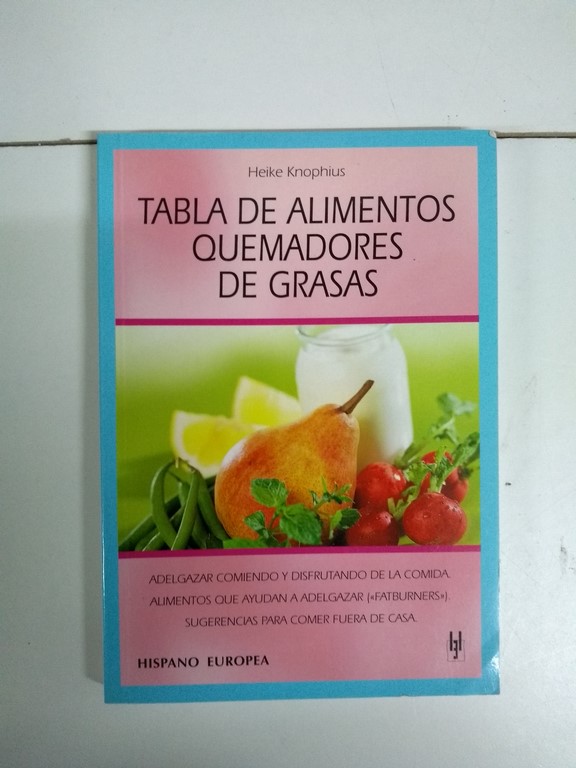 Heike Knophius
TABLA DE ALIMENTOS
QUEMADORES
DE GRASAS
ADELGAZAR COMIENDO Y DISFRUTANDO DE LA COMIDA.
ALIMENTOS QUE AYUDAN A ADELGAZAR («FATBURNERS»).
SUGERENCIAS PARA COMER FUERA DE CASA.
HISPANO EUROPEA